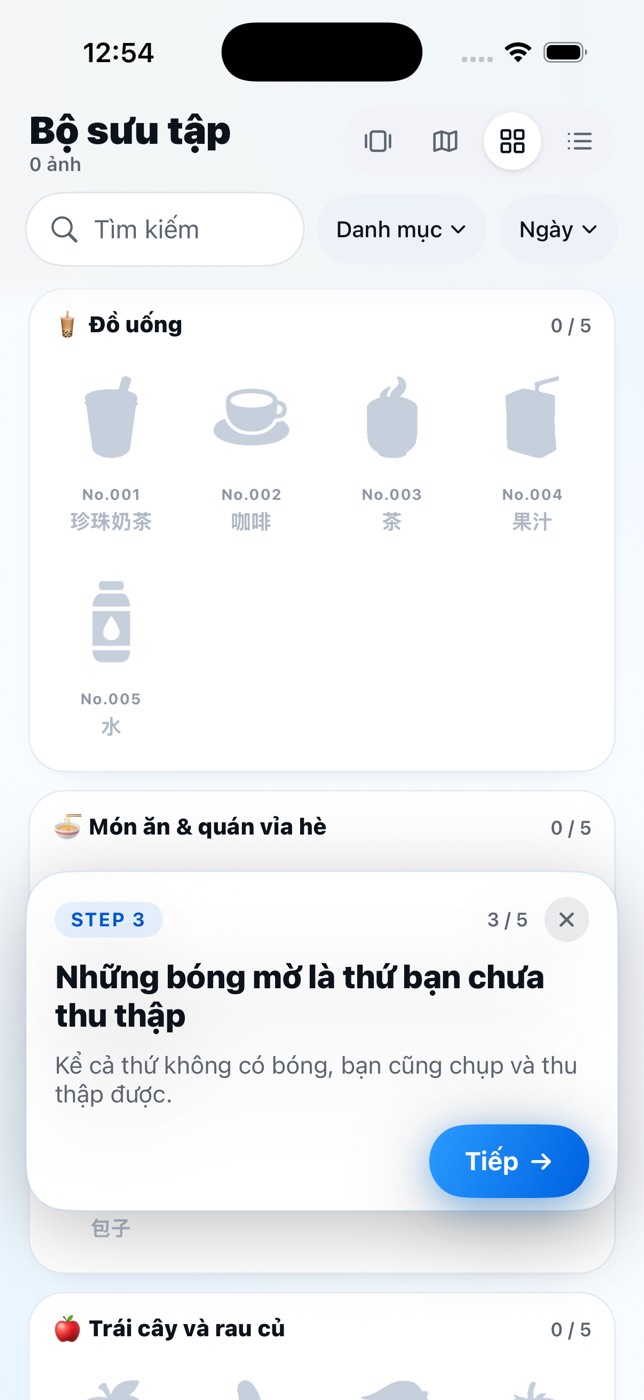 12:54
Bộ sưu tập
0 ảnh
Tìm kiếm
Danh mục
Ngày
Đồ uống
0 / 5
No.001
No.002
No.003
No.004
珍珠奶茶
咖啡
茶
果汁
No.005
水
Món ăn & quán vỉa hè
0 / 5
STEP 3
3 / 5
Những bóng mờ là thứ bạn chưa
thu thập
Kể cả thứ không có bóng, bạn cũng chụp và thu
thập được.
Tiếp →
包子
Trái cây và rau củ
0 / 5